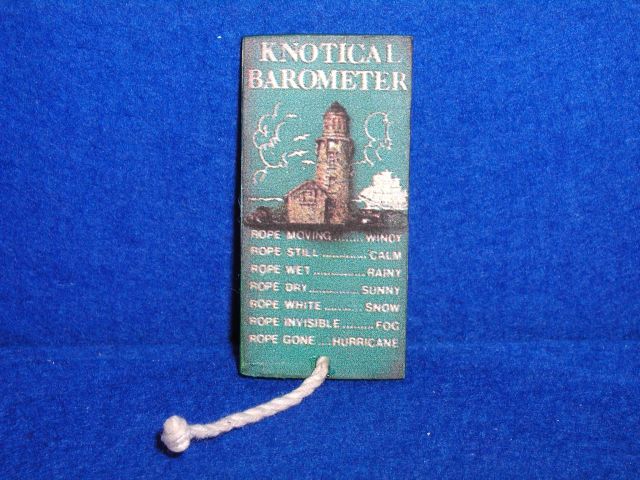 KNOTICAL
BAROMETER
ROPE MOVING........WINDY
ROPE STILL ............CALM
ROPE WET ..............RAINY
ROPE DRY ..............SUNNY
ROPE WHITE ...........SNOW
ROPE INVISIBLE .........FOG
ROPE GONE ....HURRICANE